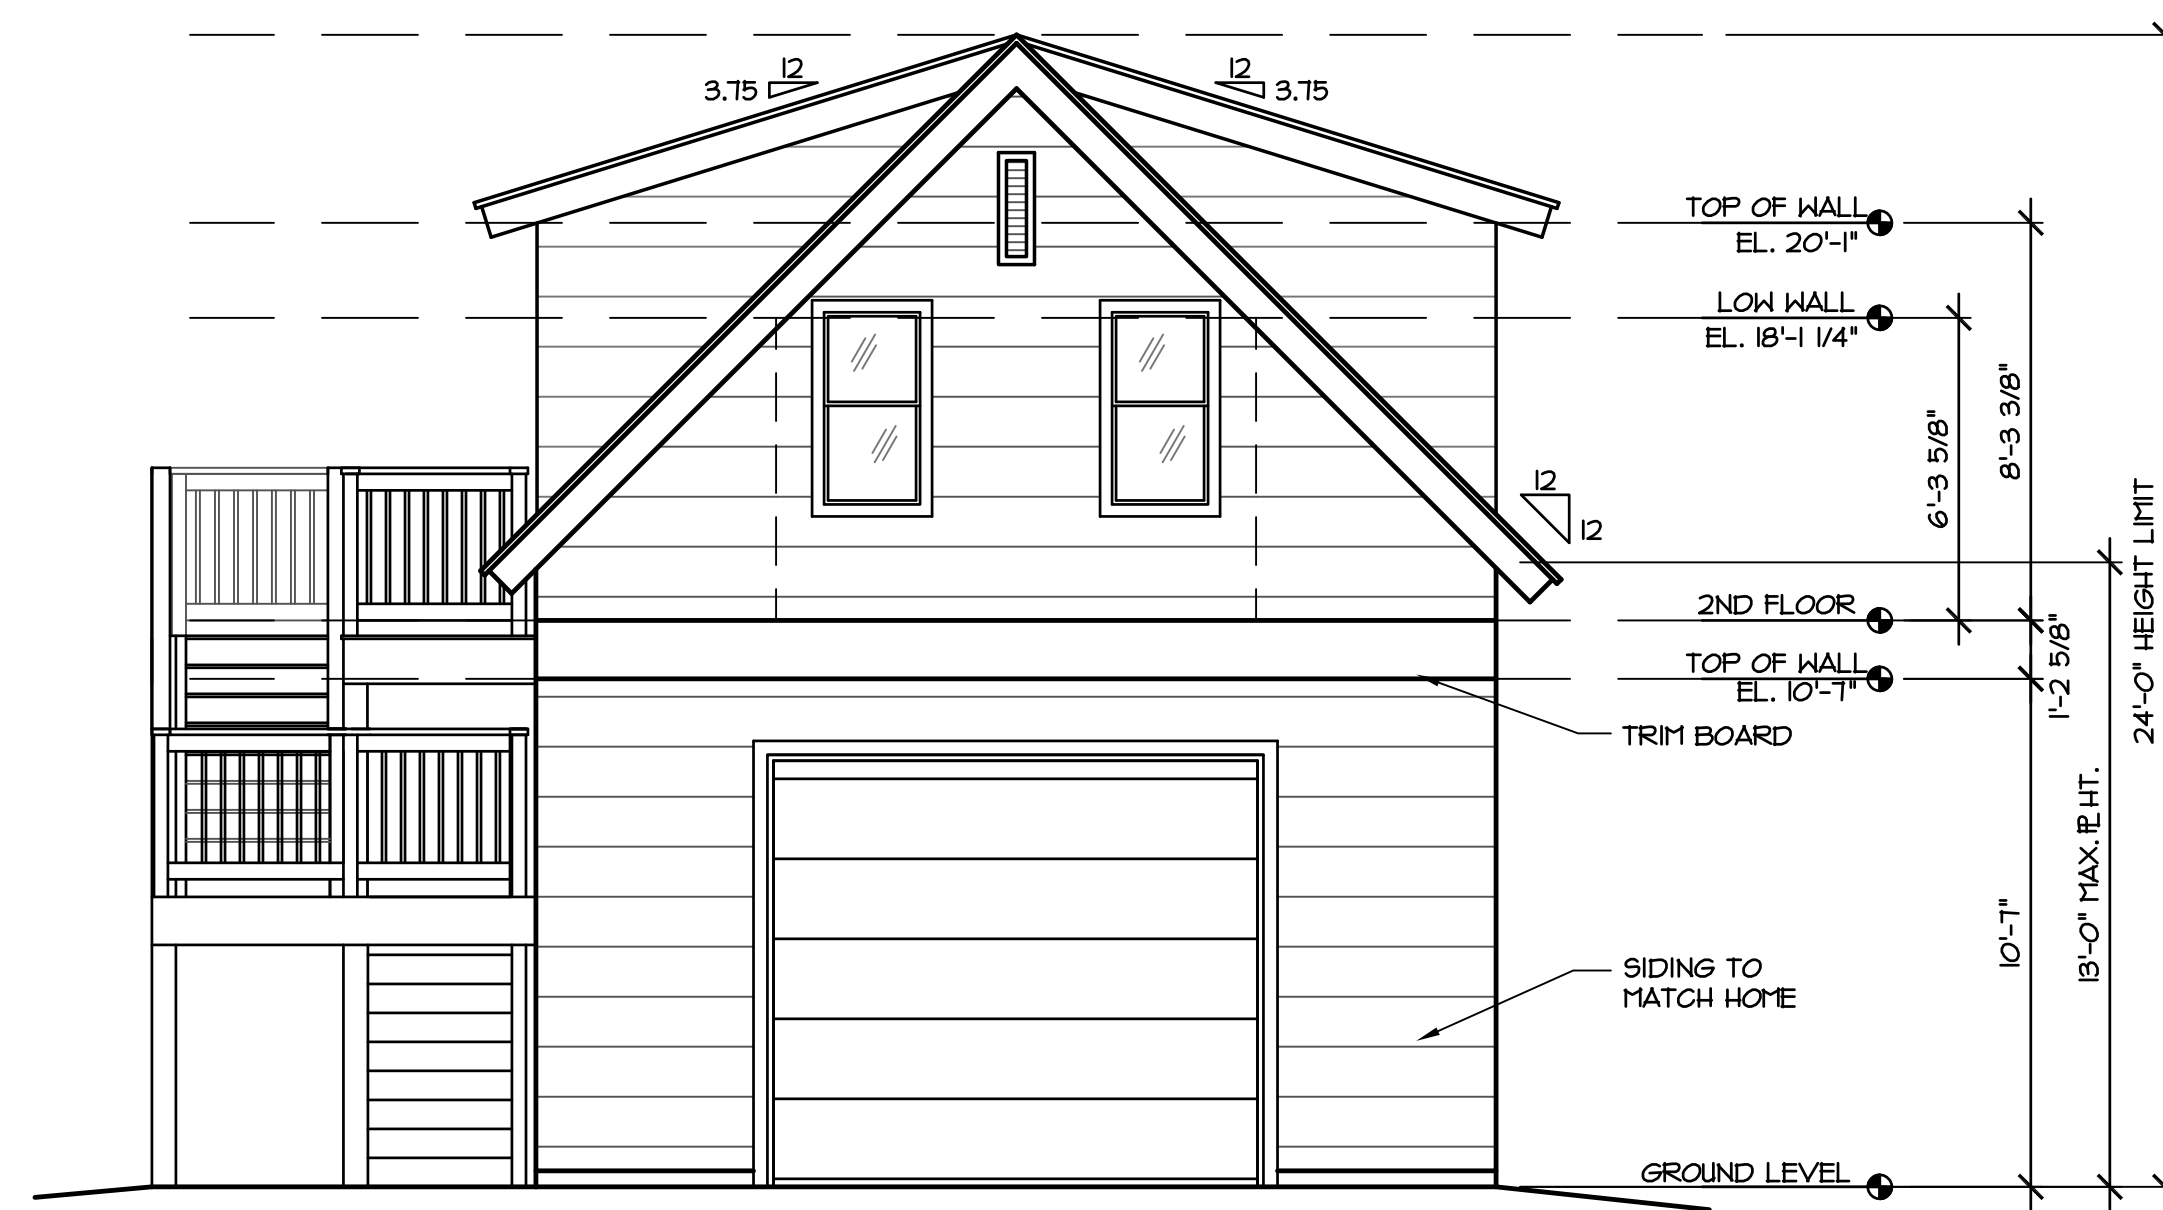 12
3.75
12
3.75
TOP OF WALL
EL. 20'-1"
LOW WALL
EL. 18'-1 1/4"
12
12
6'-3 5/8"
8'-3 3/8"
2ND FLOOR
TOP OF WALL
EL. 10'-7"
1'-2 5/8"
24'-0" HEIGHT LIMIT
TRIM BOARD
13'-0" MAX. PL HT.
10'-7"
SIDING TO
MATCH HOME
GROUND LEVEL